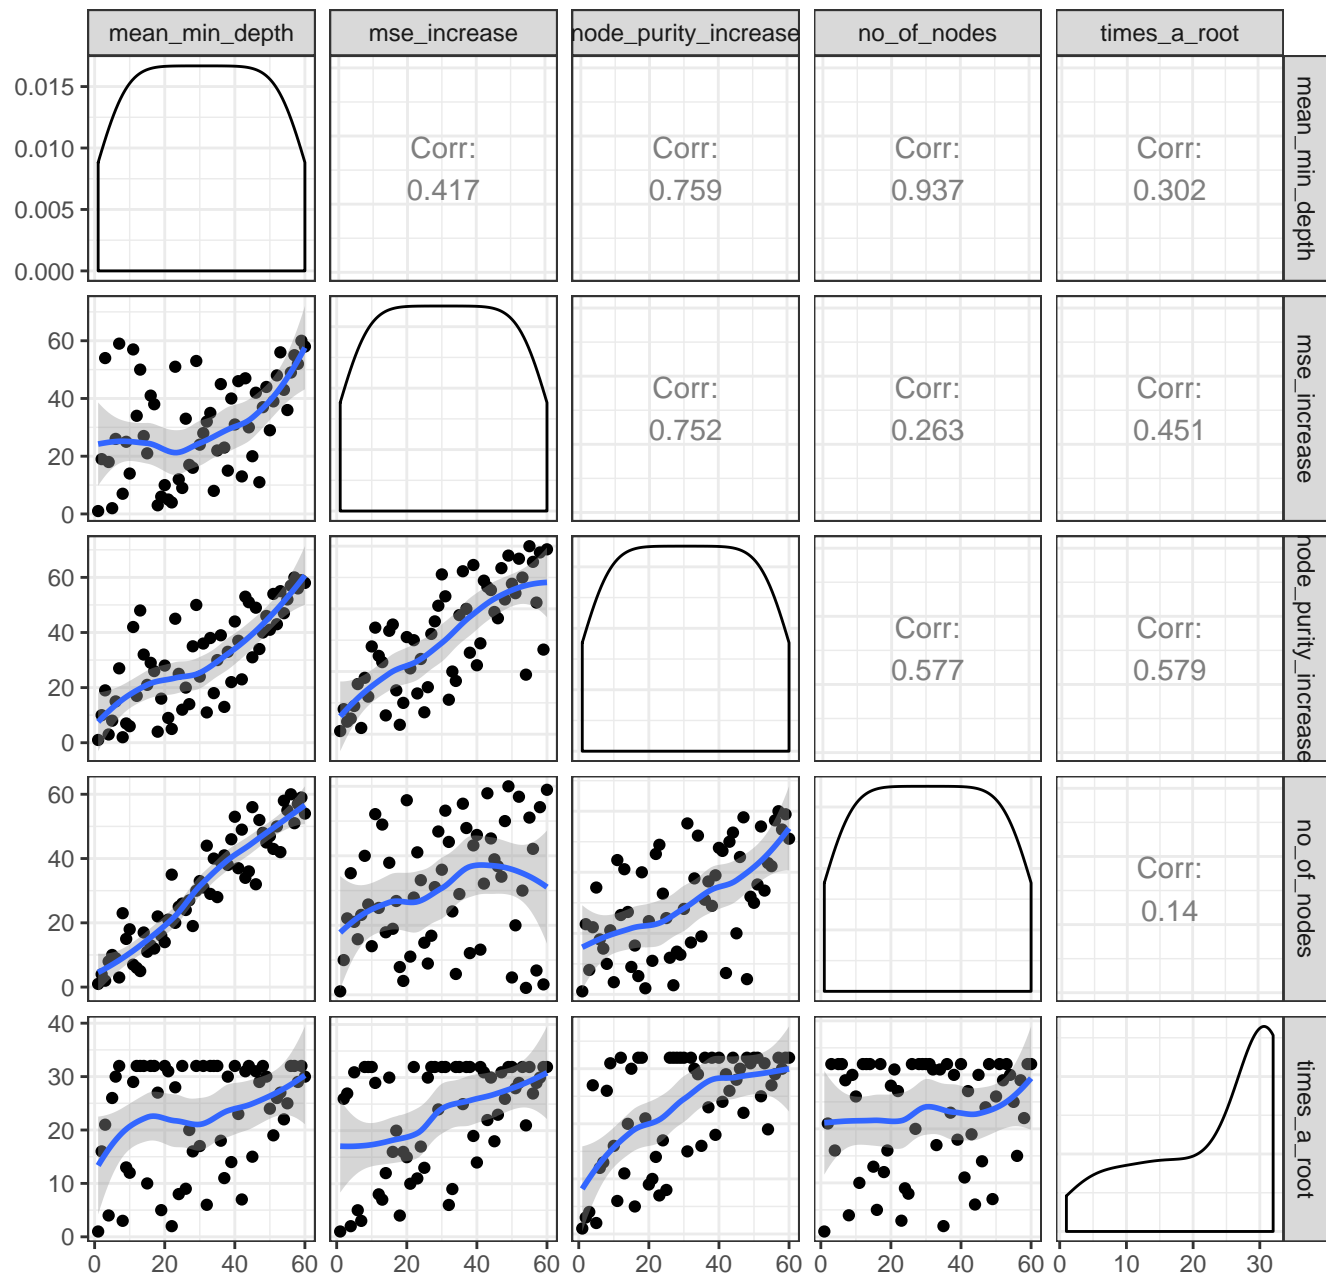 mean_min_depth
mse_increase
node_purity_increase
no_of_nodes
times_a_root
0.015
0.010
0.005
0.000
Corr:
0.417
Corr:
0.759
Corr:
0.937
Corr:
0.302
mean_min_depth
60
40
20
0
Corr:
0.752
Corr:
0.263
Corr:
0.451
mse_increase
60
40
20
0
Corr:
0.577
Corr:
0.579
node_purity_increase
60
40
20
0
Corr:
0.14
no_of_nodes
40
30
20
10
0
times_a_root
0 20 40 60
0 20 40 60
0 20 40 60
0 20 40 60
0 10 20 30